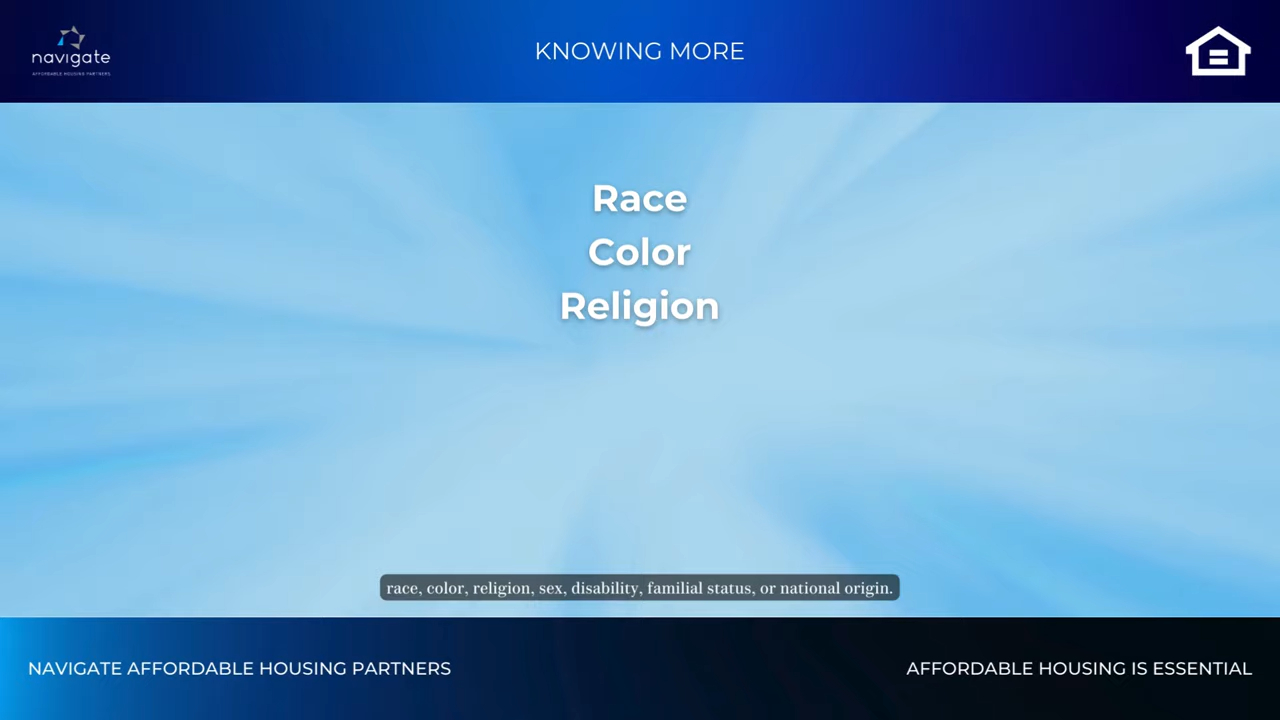 navigate
AFFORDABLE HOUSING PARTNERS
KNOWING MORE
Race
Color
Religion
race, color, religion, sex, disability, familial status, or national origin.
NAVIGATE AFFORDABLE HOUSING PARTNERS
AFFORDABLE HOUSING IS ESSENTIAL